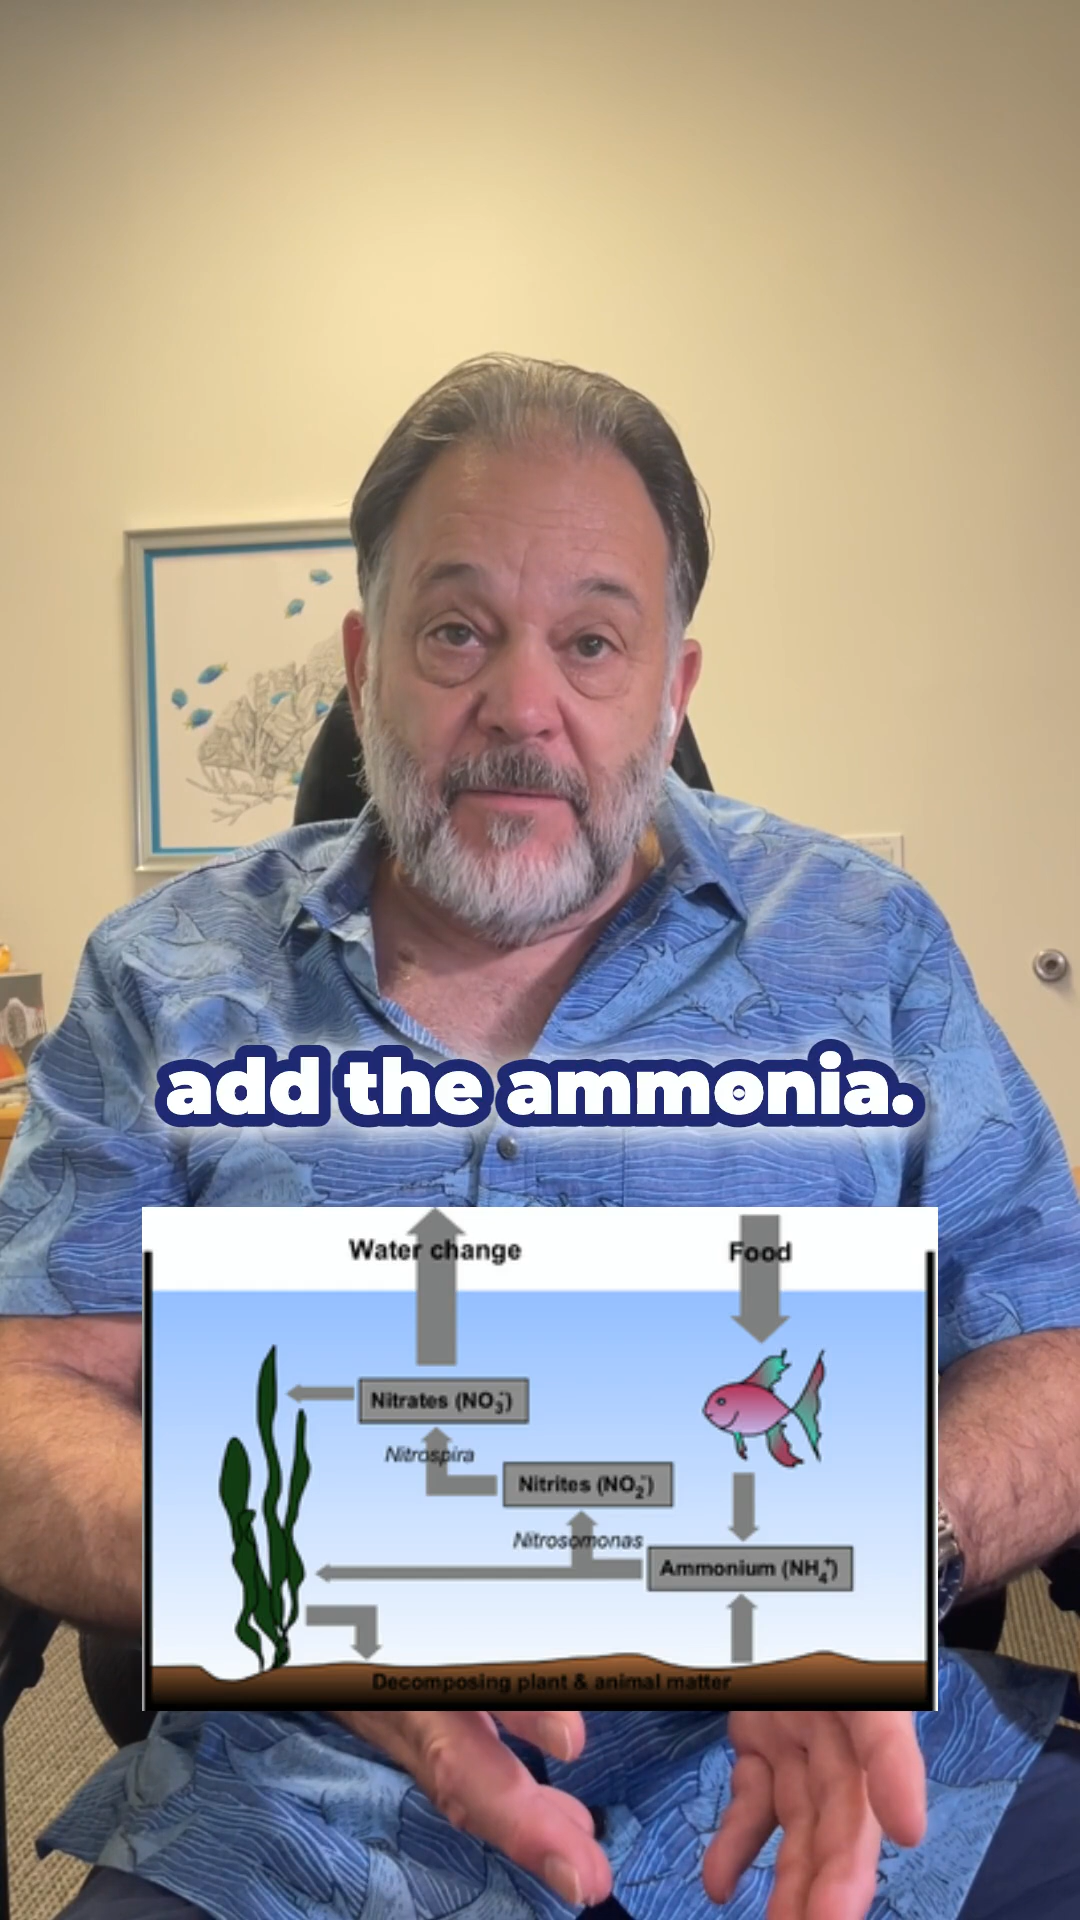 add the ammonia.
Water change
Food
Nitrates (NO₃⁻)
Nitrospira
Nitrites (NO₂⁻)
Nitrosomonas
Ammonium (NH₄⁺)
Decomposing plant & animal matter